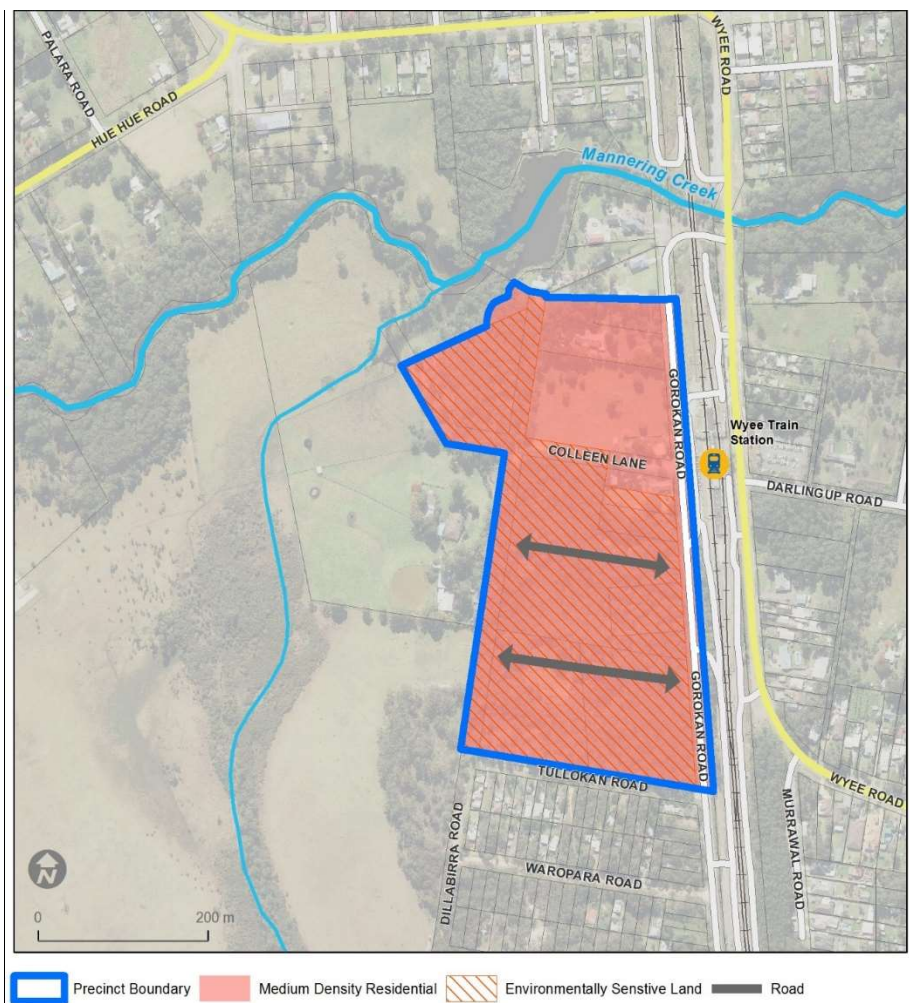 PALARA ROAD
HUE HUE ROAD
WYEE ROAD
Mannering Creek
GOROKAN ROAD
Wyee Train
Station
COLLEEN LANE
DARLINGUP ROAD
GOROKAN ROAD
TULLOKAN ROAD
WYEE ROAD
MURRAWAL ROAD
DILLABIRRA ROAD
WAROPARA ROAD
N
0 200 m
Precinct Boundary Medium Density Residential Environmentally Senstive Land Road